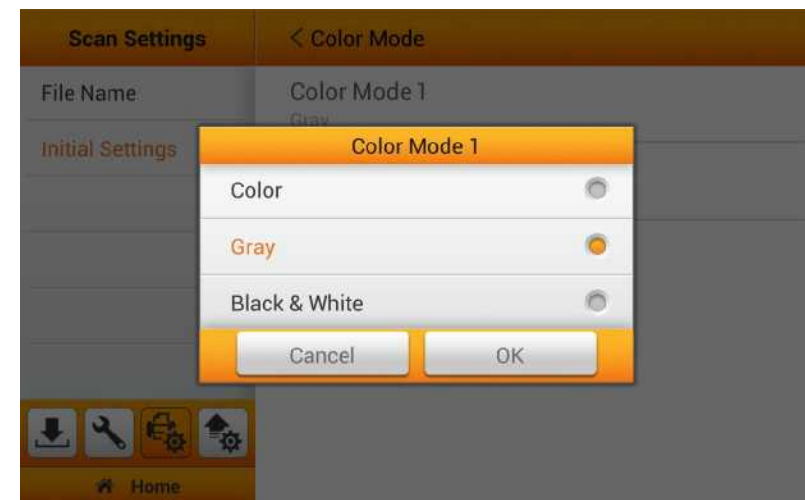 Scan Settings
< Color Mode
File Name
Initial Settings
Color Mode 1
Gray
Color Mode 1
Color
Gray
Black & White
Cancel
OK
Home